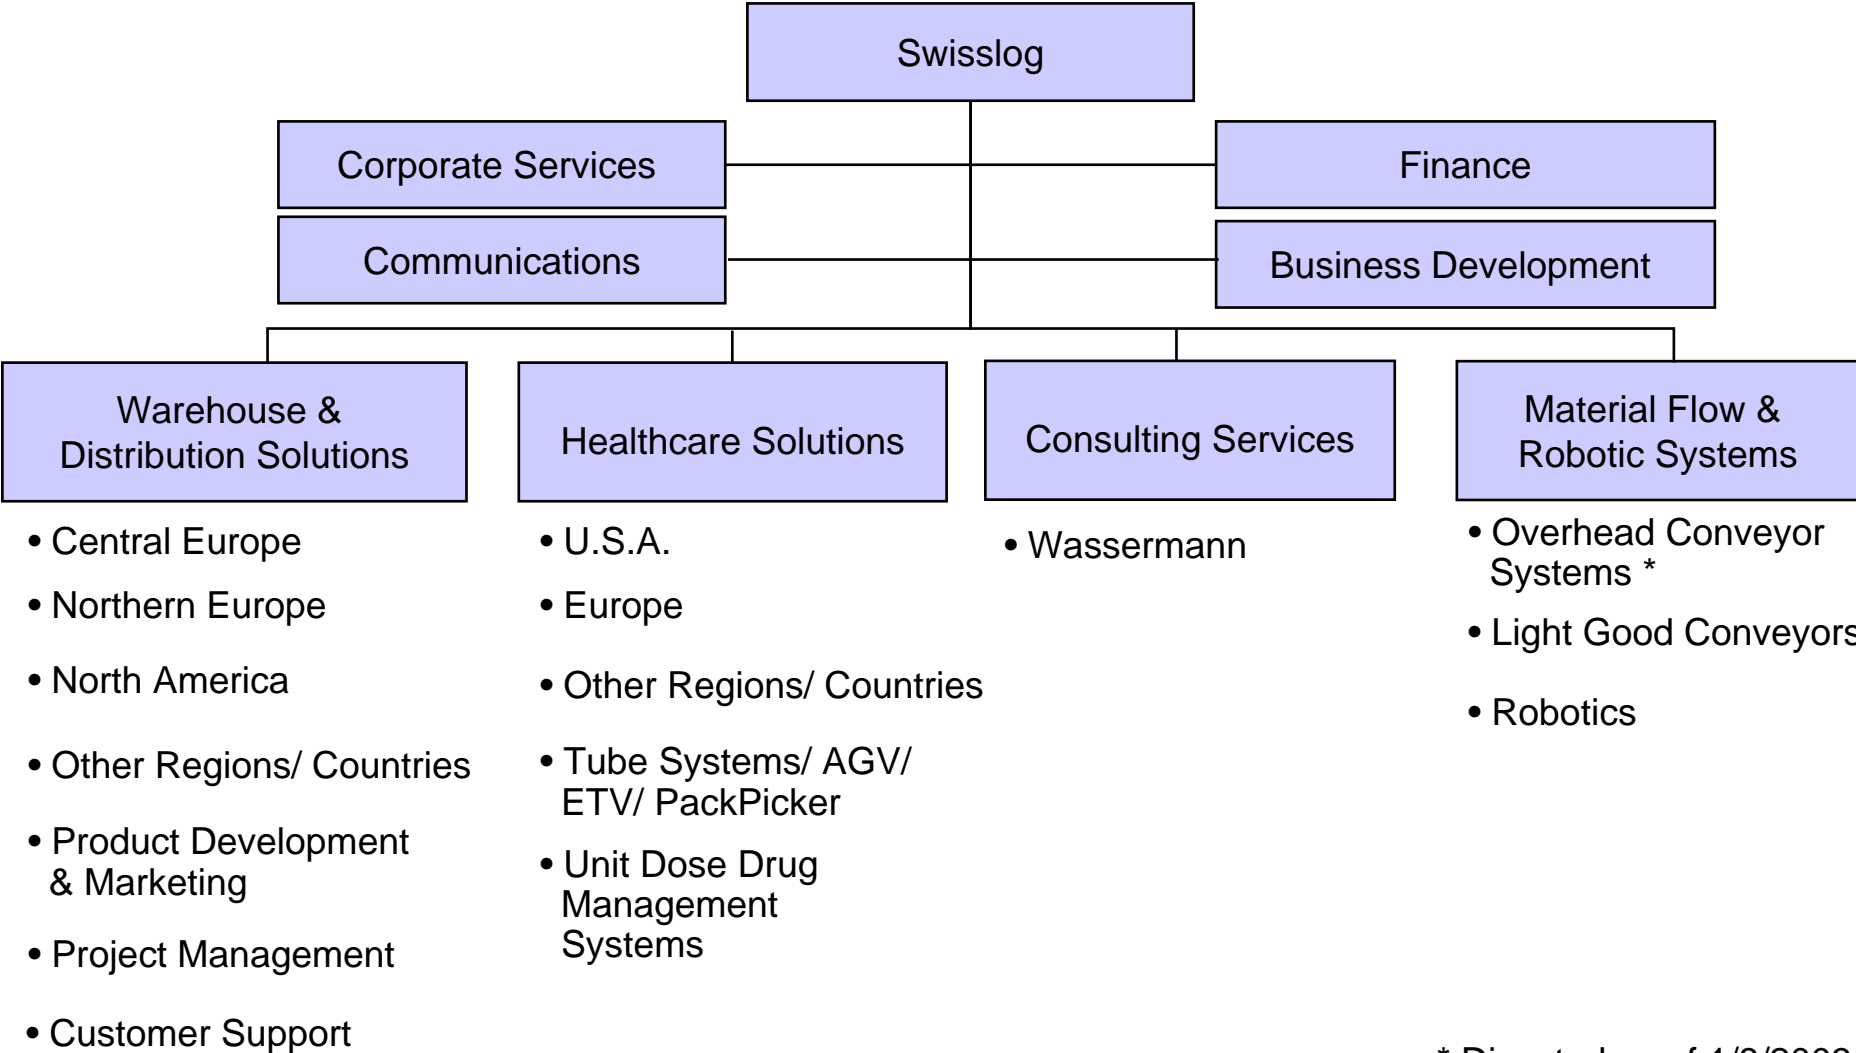 Swisslog
Corporate Services
Finance
Communications
Business Development
Warehouse &
Distribution Solutions
• Central Europe
• Northern Europe
• North America
• Other Regions/ Countries
• Product Development
& Marketing
• Project Management
• Customer Support
Healthcare Solutions
• U.S.A.
• Europe
• Other Regions/ Countries
• Tube Systems/ AGV/
ETV/ PackPicker
• Unit Dose Drug
Management
Systems
Consulting Services
• Wassermann
Material Flow &
Robotic Systems
• Overhead Conveyor
Systems *
• Light Good Conveyors
• Robotics
*